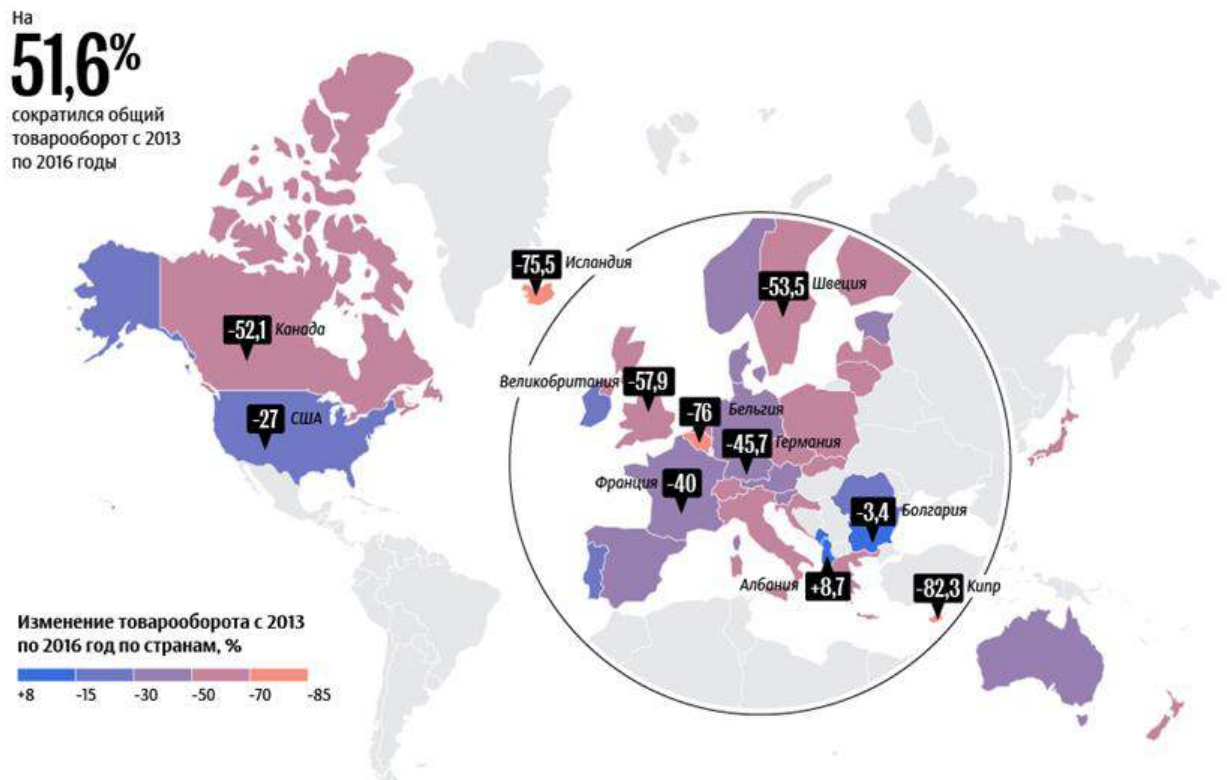 На
51,6%
сократился общий
товарооборот с 2013
по 2016 годы
-75,5 Исландия
-53,5 Швеция
-52,1 Канада
Великобритания -57,9
-76 Бельгия
-27 США
-45,7 Германия
Франция -40
-3,4 Болгария
Албания +8,7
-82,3 Кипр
Изменение товарооборота с 2013
по 2016 год по странам, %
+8 -15 -30 -50 -70 -85